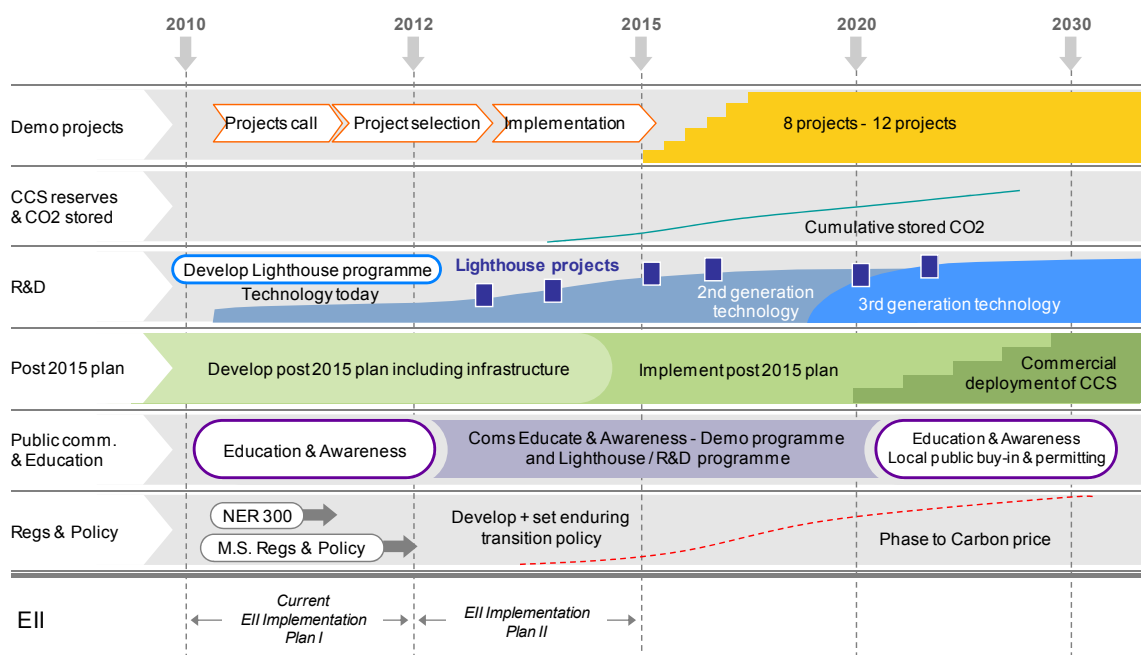 2010
2012
2015
2020
2030
Demo projects
Projects call
Project selection
Implementation
8 projects - 12 projects
CCS reserves
& CO2 stored
Cumulative stored CO2
R&D
Develop Lighthouse programme
Technology today
Lighthouse projects
2nd generation
technology
3rd generation technology
Post 2015 plan
Develop post 2015 plan including infrastructure
Implement post 2015 plan
Commercial
deployment of CCS
Public comm.
& Education
Education & Awareness
Coms Educate & Awareness - Demo programme
and Lighthouse / R&D programme
Education & Awareness
Local public buy-in & permitting
Regs & Policy
NER 300
M.S. Regs & Policy
Develop + set enduring
transition policy
Phase to Carbon price
EII
Current
EII Implementation
Plan I
EII Implementation
Plan II